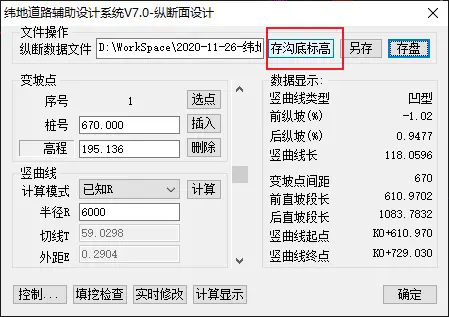 纬地道路辅助设计系统V7.0-纵断面设计
文件操作
纵断数据文件 D:\WorkSpace\2020-11-26-纬 存沟底标高 另存 存盘
变坡点
序号 1 选点
桩号 670.000 插入
高程 195.136 删除
竖曲线
计算模式 已知R 计算
半径R 6000
切线T 59.0298
外距E 0.2904
数据显示:
竖曲线类型 凹型
前纵坡(%) -1.02
后纵坡(%) 0.9477
竖曲线长 118.0596
变坡点间距 670
前直坡段长 610.9702
后直坡段长 1083.7832
竖曲线起点 K0+610.970
竖曲线终点 K0+729.030
控制... 填挖检查 实时修改 计算显示 确定